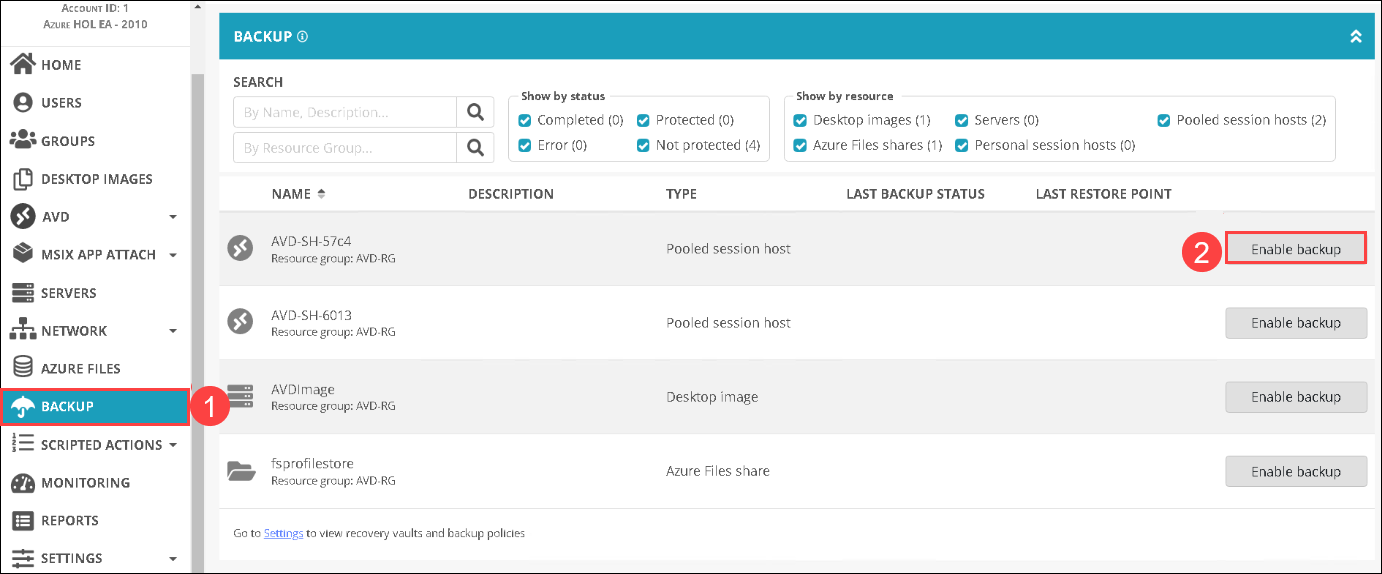 ACCOUNT ID: 1
AZURE HOL EA - 2010
HOME
USERS
GROUPS
DESKTOP IMAGES
AVD
MSIX APP ATTACH
SERVERS
NETWORK
AZURE FILES
BACKUP
1
SCRIPTED ACTIONS
MONITORING
REPORTS
SETTINGS
BACKUP
SEARCH
By Name, Description...
By Resource Group...
Show by status
Completed (0) Protected (0)
Error (0) Not protected (4)
Show by resource
Desktop images (1) Servers (0) Pooled session hosts (2)
Azure Files shares (1) Personal session hosts (0)
NAME DESCRIPTION TYPE LAST BACKUP STATUS LAST RESTORE POINT
AVD-SH-57c4
Resource group: AVD-RG
Pooled session host
2 Enable backup
AVD-SH-6013
Resource group: AVD-RG
Pooled session host
Enable backup
AVDImage
Resource group: AVD-RG
Desktop image
Enable backup
fsprofilestore
Resource group: AVD-RG
Azure Files share
Enable backup
Go to Settings to view recovery vaults and backup policies